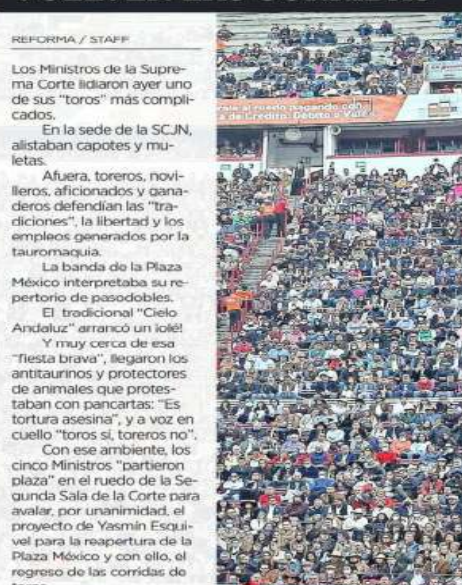 REFORMA / STAFF
Los Ministros de la Supre-
ma Corte lidiaron ayer uno
de sus "toros" más compli-
cados.
En la sede de la SCJN,
alistaban capotes y mu-
letas.
Afuera, toreros, novi-
lleros, aficionados y gana-
deros defendían las "tra-
diciones", la libertad y los
empleos generados por la
tauromaquia.
La banda de la Plaza
México interpretaba su re-
pertorio de pasodobles.
El tradicional "Cielo
Andaluz" arrancó un ¡olé!
Y muy cerca de esa
"fiesta brava", llegaron los
antitaurinos y protectores
de animales que protes-
taban con pancartas: "Es
tortura asesina", y a voz en
cuello "toros sí, toreros no".
Con ese ambiente, los
cinco Ministros "partieron
plaza" en el ruedo de la Se-
gunda Sala de la Corte para
avalar, por unanimidad, el
proyecto de Yasmín Esqui-
vel para la reapertura de la
Plaza México y con ello, el
regreso de las corridas de
al ruedo pagando con
de Crédito, Débito o Vale